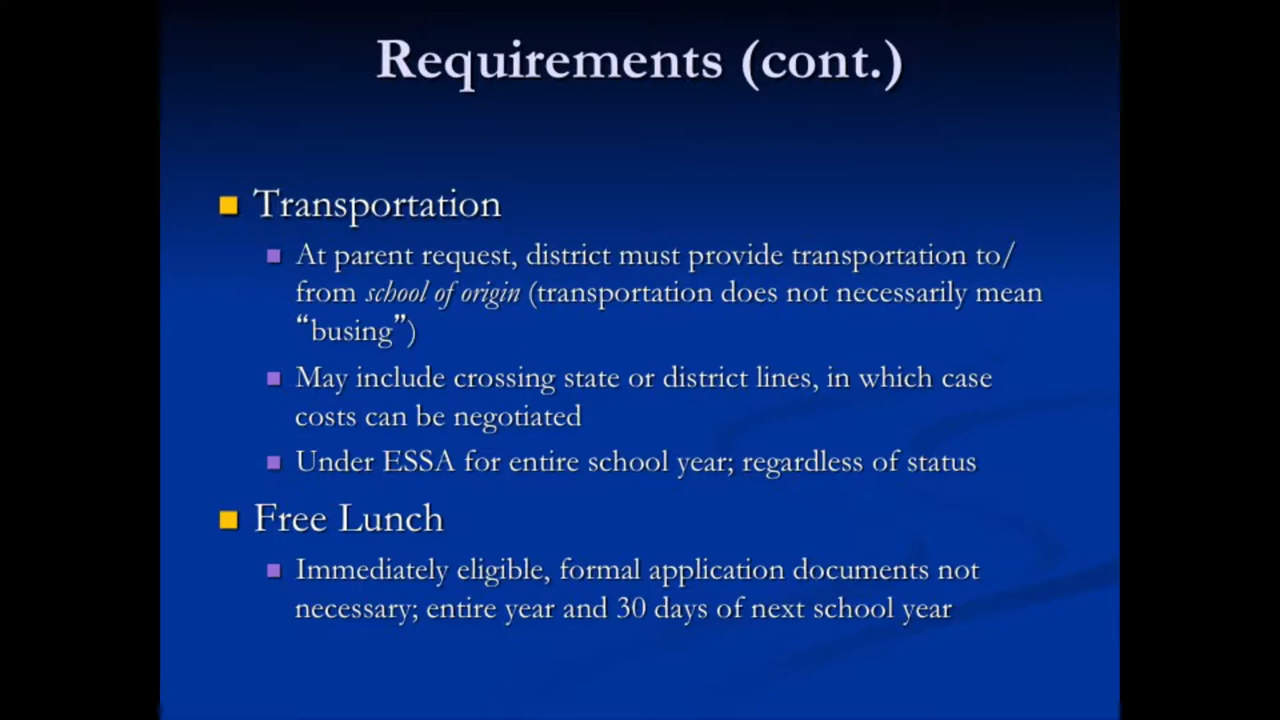 Requirements (cont.)
Transportation
At parent request, district must provide transportation to/
from school of origin (transportation does not necessarily mean
“busing”)
May include crossing state or district lines, in which case
costs can be negotiated
Under ESSA for entire school year; regardless of status
Free Lunch
Immediately eligible, formal application documents not
necessary; entire year and 30 days of next school year